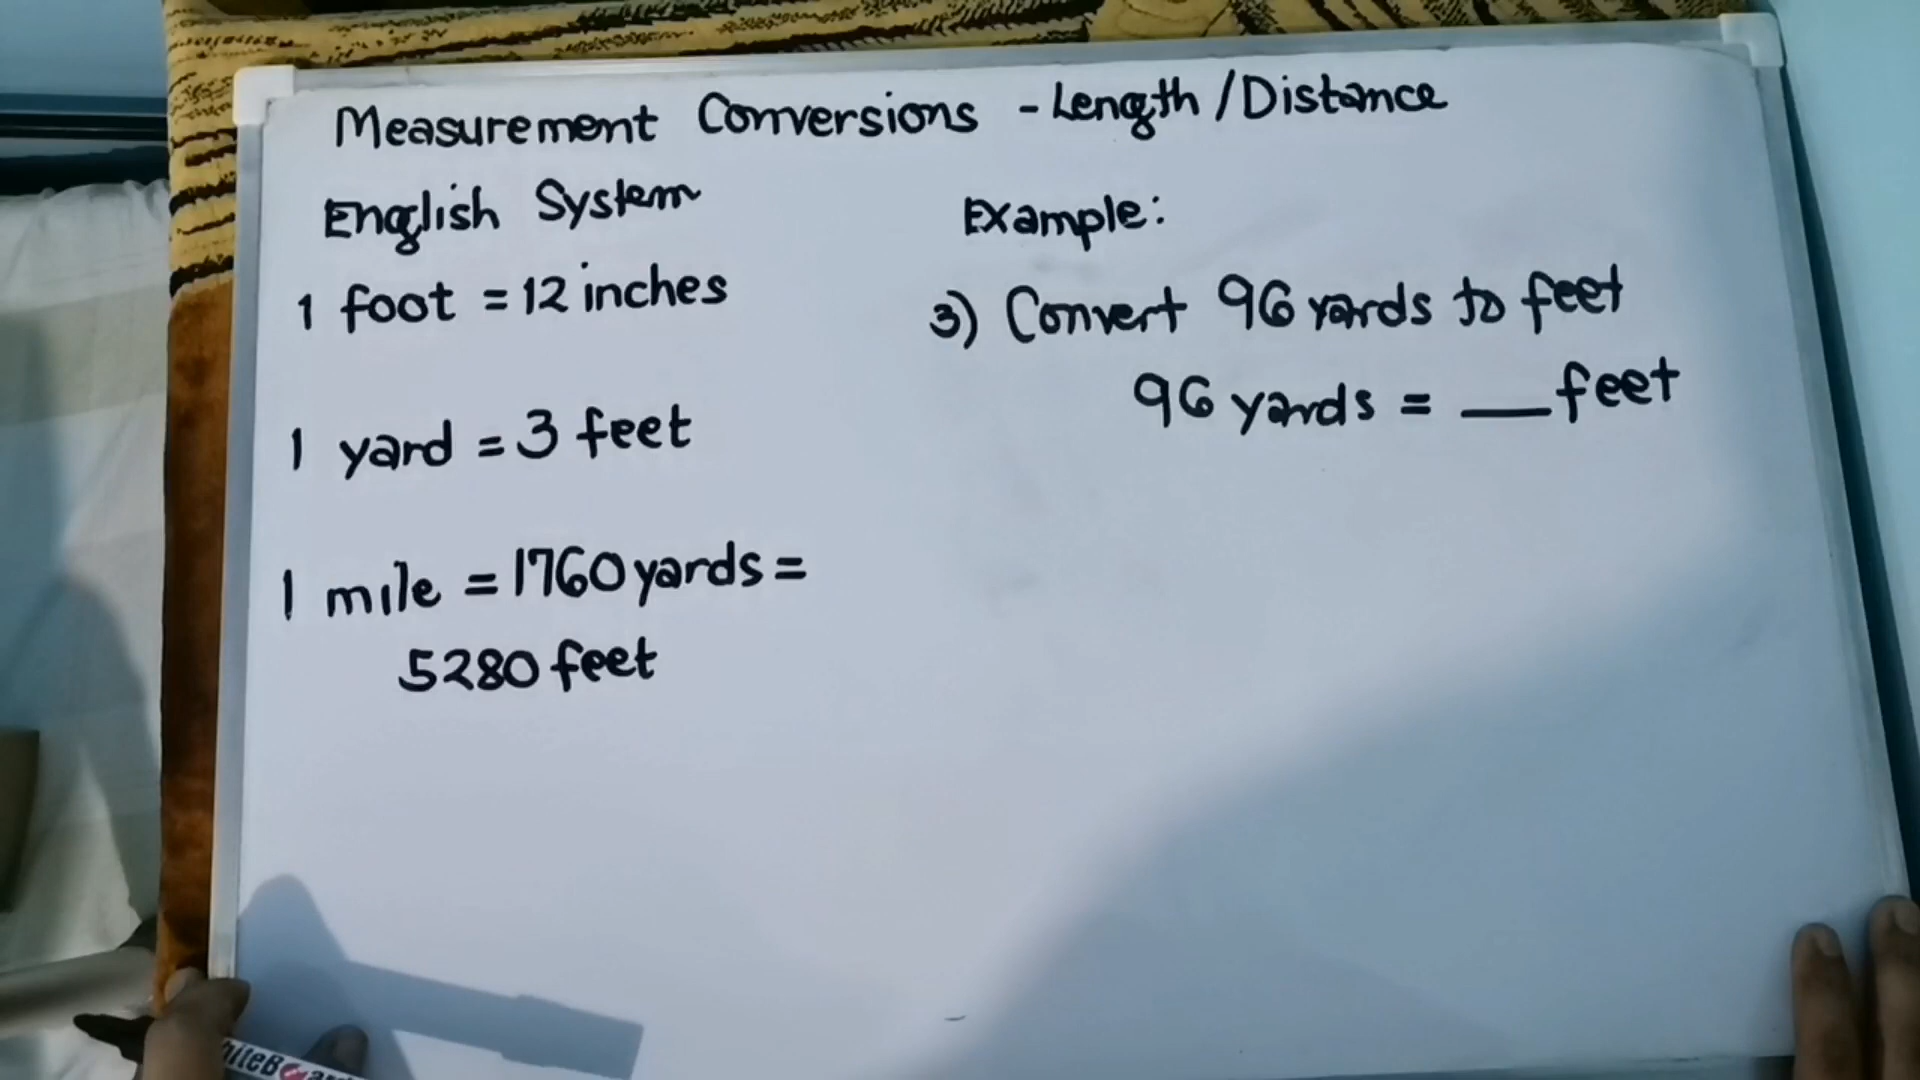 Measurement Conversions - Length / Distance
English System
1 foot = 12 inches
1 yard = 3 feet
1 mile = 1760 yards =
5280 feet
Example:
3) Convert 96 yards to feet
96 yards = __ feet